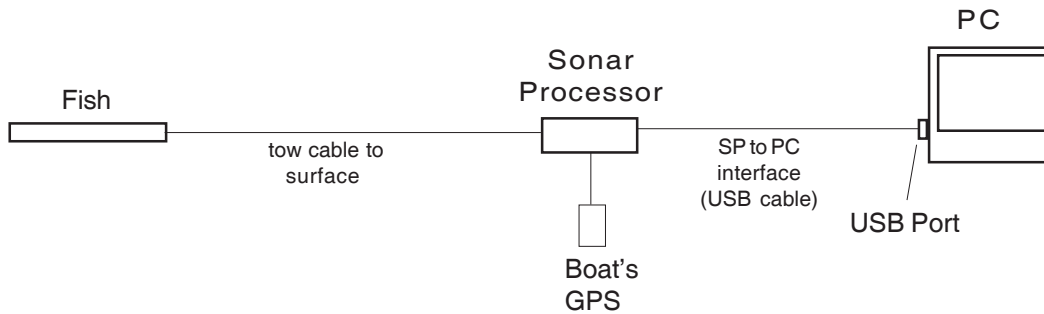 PC
Sonar
Processor
Fish
tow cable to
surface
SP to PC
interface
(USB cable)
USB Port
Boat's
GPS